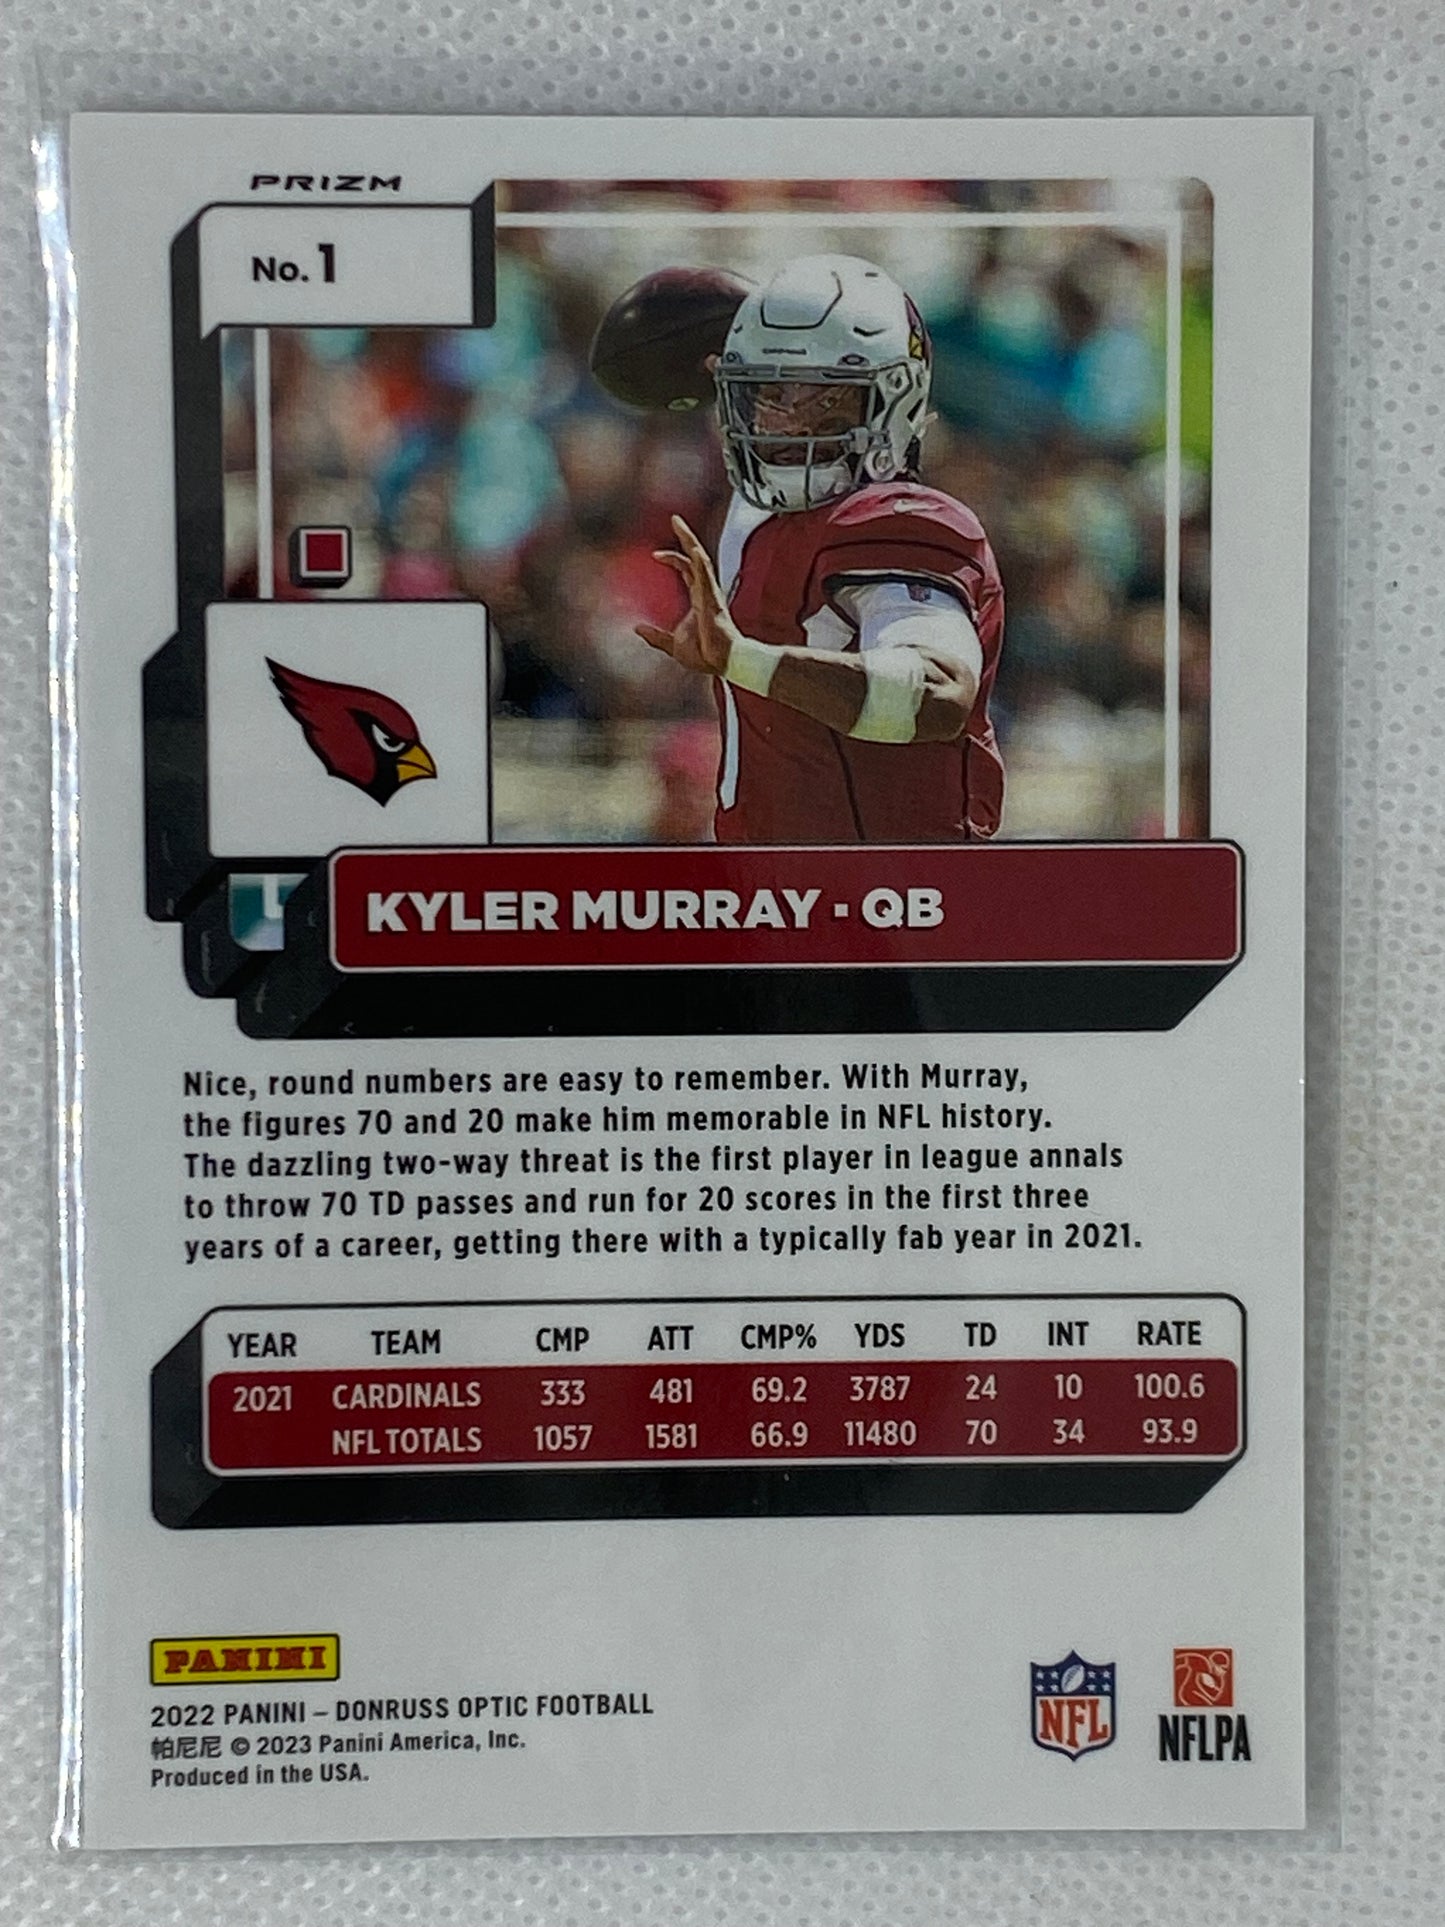 PRIZM
No. 1
KYLER MURRAY · QB
Nice, round numbers are easy to remember. With Murray,
the figures 70 and 20 make him memorable in NFL history.
The dazzling two-way threat is the first player in league annals
to throw 70 TD passes and run for 20 scores in the first three
years of a career, getting there with a typically fab year in 2021.
YEAR TEAM CMP ATT CMP% YDS TD INT RATE
2021 CARDINALS 333 481 69.2 3787 24 10 100.6
NFL TOTALS 1057 1581 66.9 11480 70 34 93.9
PANINI
2022 PANINI – DONRUSS OPTIC FOOTBALL
帕尼尼 © 2023 Panini America, Inc.
Produced in the USA.
NFL
NFLPA